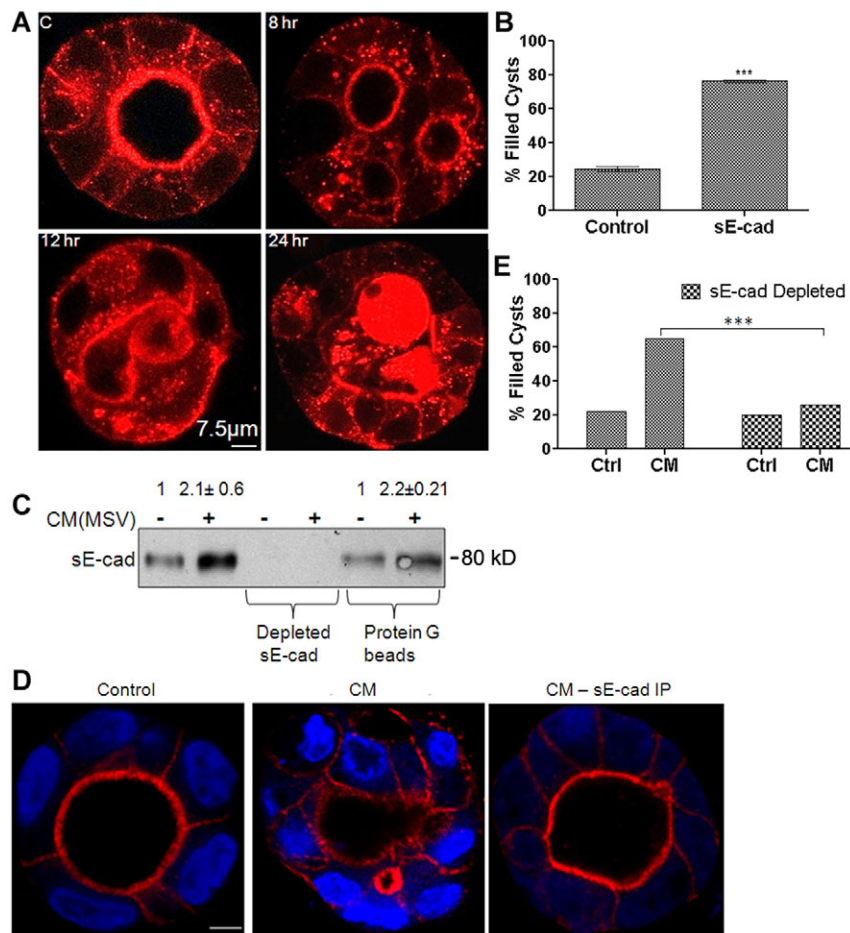 A
C
8 hr
12 hr
24 hr
7.5µm
B
% Filled Cysts
100
80
60
40
20
0
***
Control
sE-cad
E
% Filled Cysts
100
80
60
40
20
0
sE-cad Depleted
***
Ctrl
CM
Ctrl
CM
C
1 2.1± 0.6 1 2.2±0.21
CM(MSV) - + - + - +
sE-cad
-80 kD
Depleted
sE-cad
Protein G
beads
D
Control
CM
CM – sE-cad IP